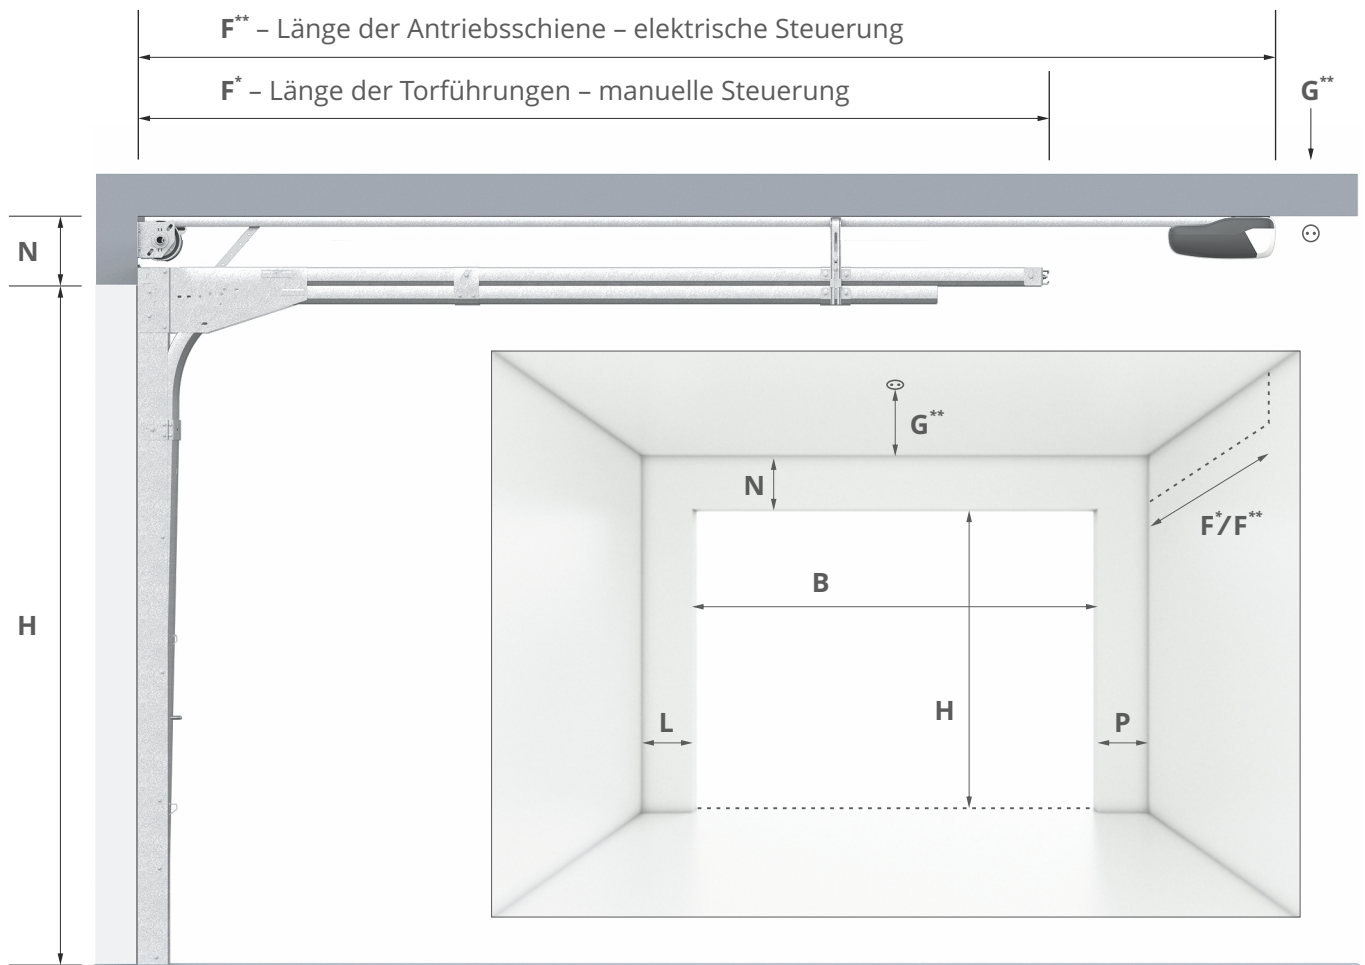 F** – Länge der Antriebsschiene – elektrische Steuerung
F* – Länge der Torführungen – manuelle Steuerung
G**
N
H
G**
N
F*/F**
B
H
L
P